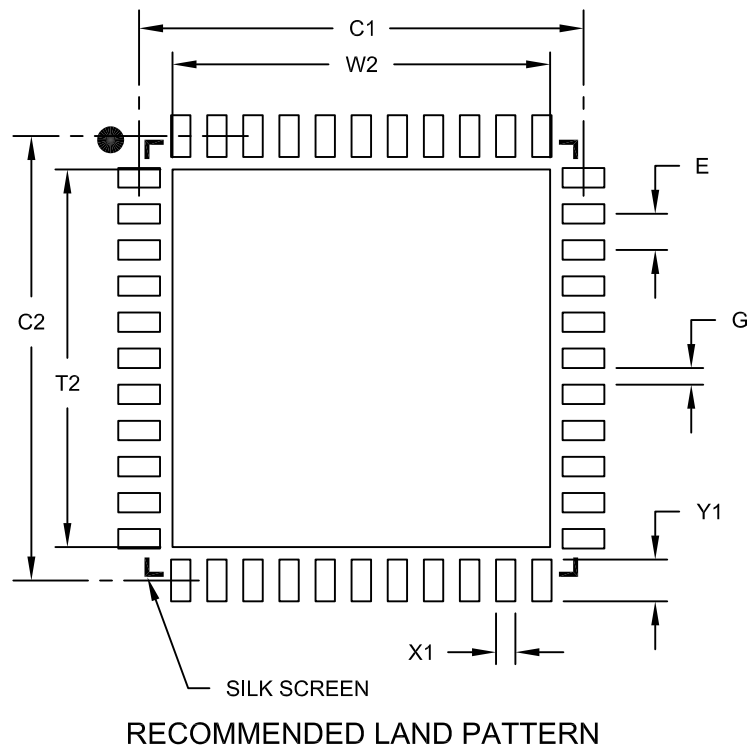 C1
W2
E
C2
G
T2
Y1
X1
SILK SCREEN
RECOMMENDED LAND PATTERN